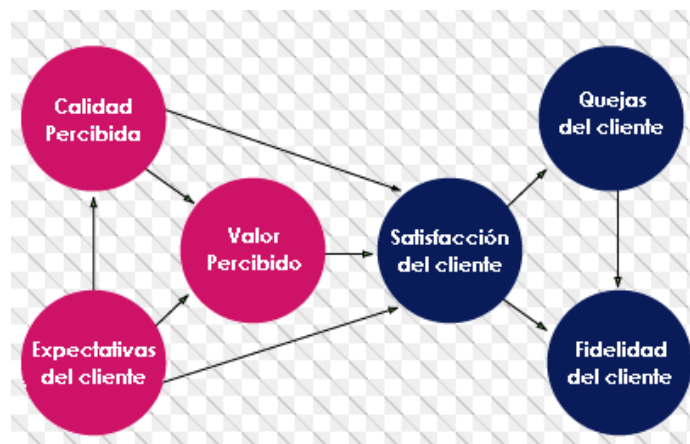 Calidad
Percibida
Quejas
del cliente
Valor
Percibido
Satisfacción
del cliente
Expectativas
del cliente
Fidelidad
del cliente